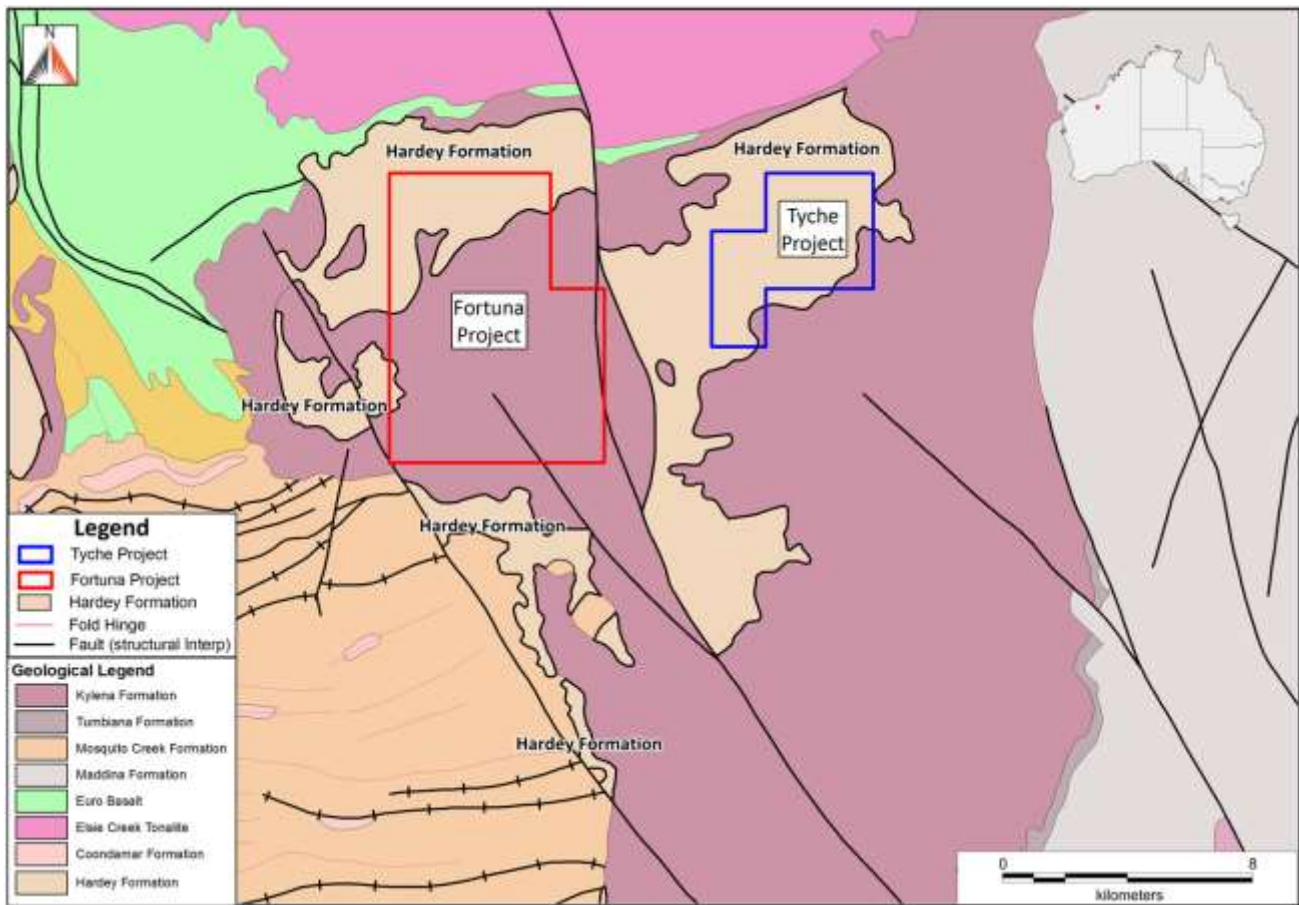 N
Hardey Formation
Hardey Formation
Tyche
Project
Fortuna
Project
Hardey Formation
Hardey Formation
Hardey Formation
Legend
Tyche Project
Fortuna Project
Hardey Formation
Fold Hinge
Fault (structural Interp)
Geological Legend
Kylena Formation
Tumbiana Formation
Mosquito Creek Formation
Maddina Formation
Euro Basalt
Elsie Creek Tonalite
Coondamar Formation
Hardey Formation
0 8
kilometers